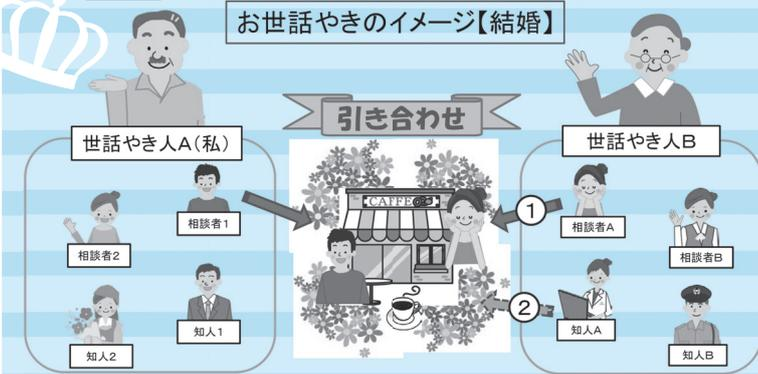 お世話やきのイメージ【結婚】
引き合わせ
世話やき人A(私)
世話やき人B
相談者1
相談者2
知人1
知人2
CAFFE
①
②
相談者A
相談者B
知人A
知人B